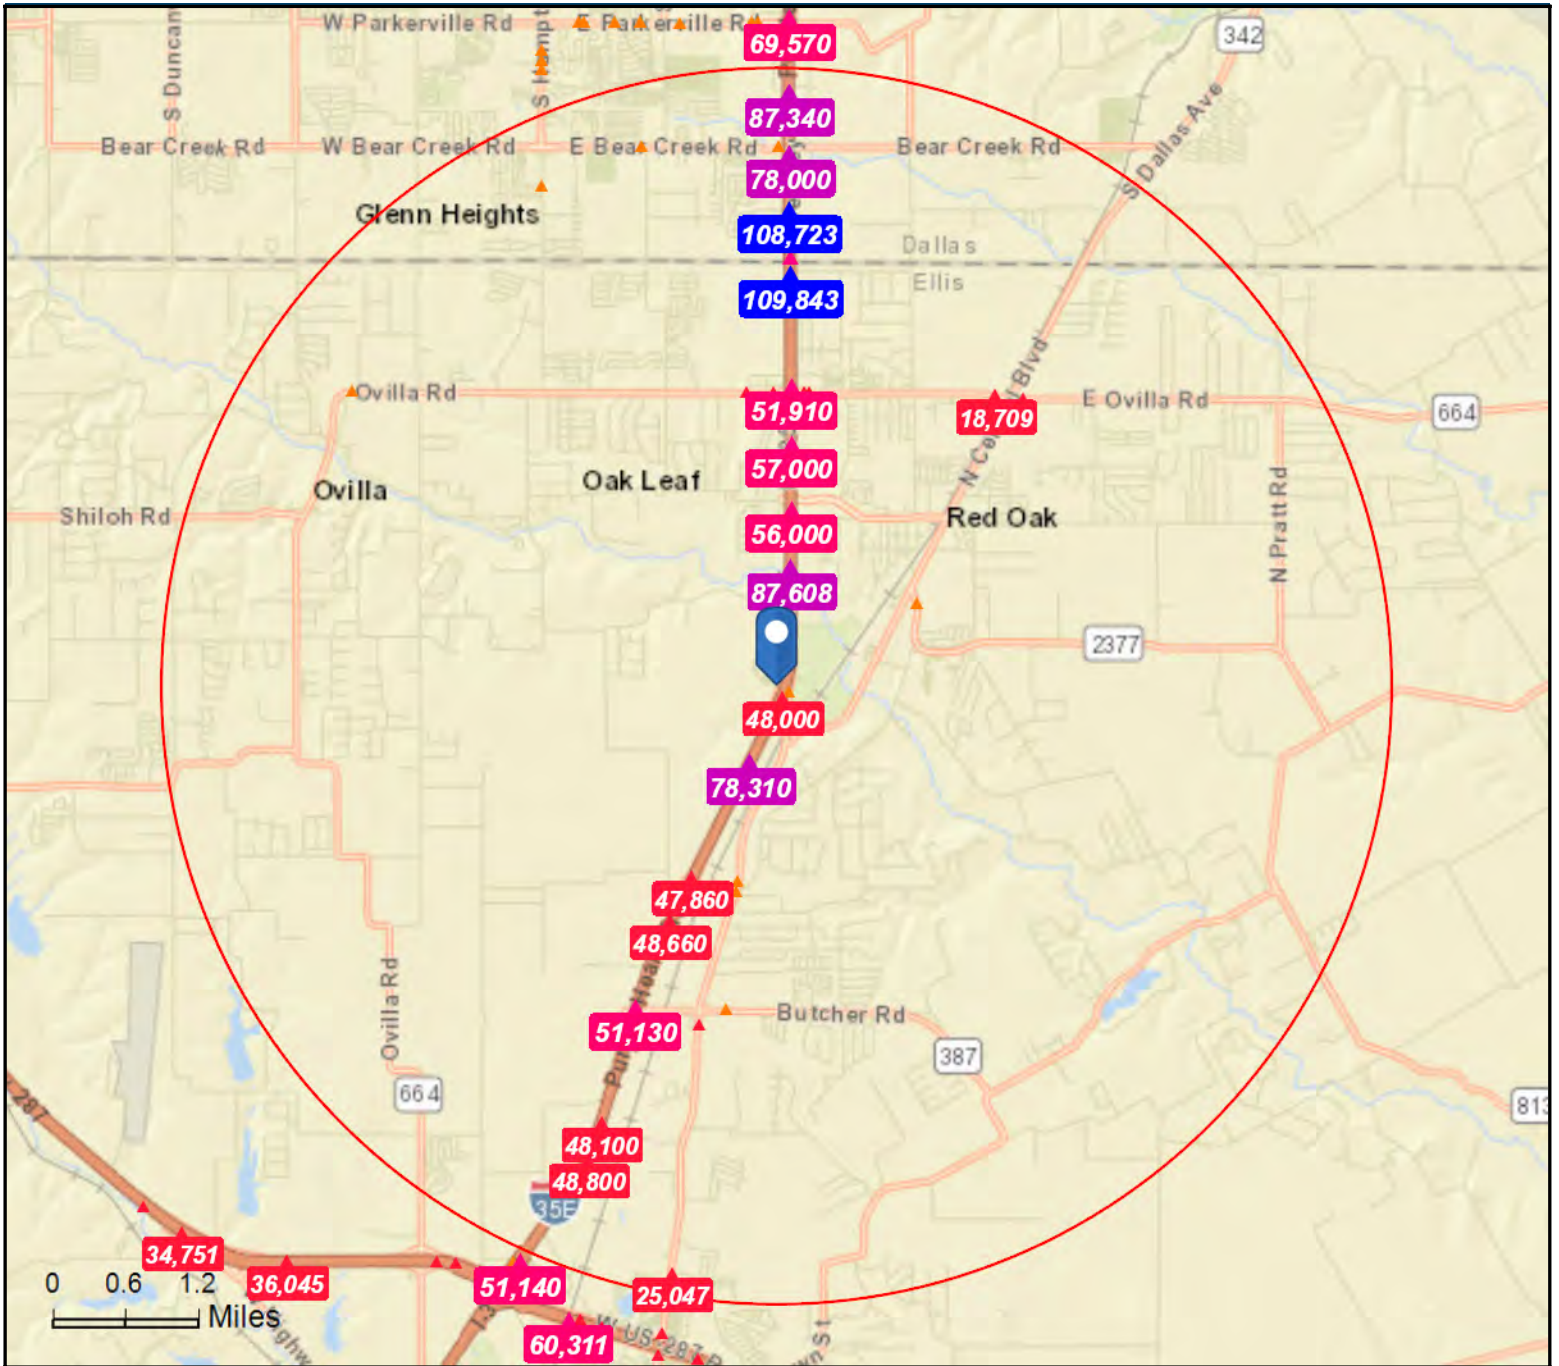 W Parkerville Rd
E Parkerville R
342
S Duncan
69,570
87,340
Bear Creek Rd
W Bear Creek Rd
E Bear Creek Rd
Bear Creek Rd
S Dallas Ave
78,000
Glenn Heights
108,723
Dallas
Ellis
109,843
Ovilla Rd
51,910
18,709
E Ovilla Rd
664
57,000
Ovilla
Oak Leaf
Shiloh Rd
56,000
Red Oak
N Pratt Rd
87,608
2377
48,000
78,310
47,860
48,660
Ovilla Rd
51,130
Butcher Rd
387
664
813
287
48,100
48,800
35E
34,751
36,045
51,140
25,047
60,311
W US 287
0 0.6 1.2
Miles